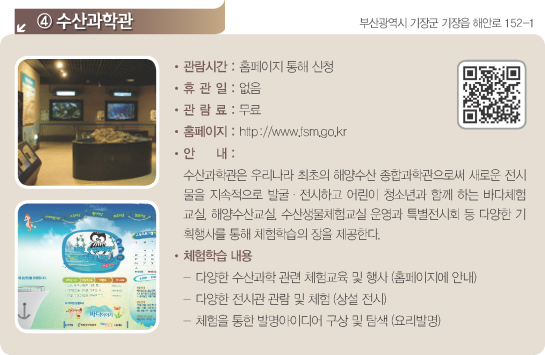 ④ 수산과학관
부산광역시 기장군 기장읍 해안로 152-1
• 관람시간 : 홈페이지 통해 신청
• 휴 관 일 : 없음
• 관 람 료 : 무료
• 홈페이지 : http://www.fsm.go.kr
• 안 내 :
수산과학관은 우리나라 최초의 해양수산 종합과학관으로써 새로운 전시
물을 지속적으로 발굴·전시하고 어린이 청소년과 함께 하는 바다체험
교실, 해양수산교실, 수산생물체험교실 운영과 특별전시회 등 다양한 기
획행사를 통해 체험학습의 장을 제공한다.
• 체험학습 내용
– 다양한 수산과학 관련 체험교육 및 행사 (홈페이지에 안내)
– 다양한 전시관 관람 및 체험 (상설 전시)
– 체험을 통한 발명아이디어 구상 및 탐색 (요리발명)